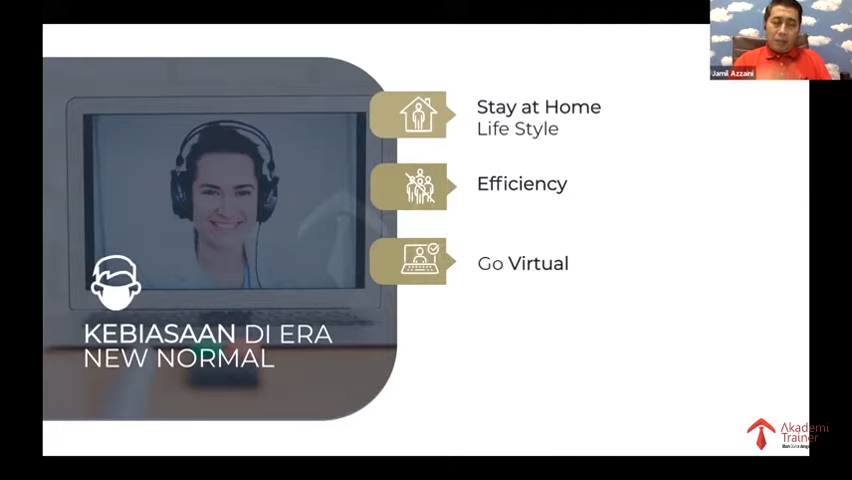 Jamil Azzaini
Stay at Home
Life Style
Efficiency
Go Virtual
KEBIASAAN DI ERA
NEW NORMAL
Akademi
Trainer